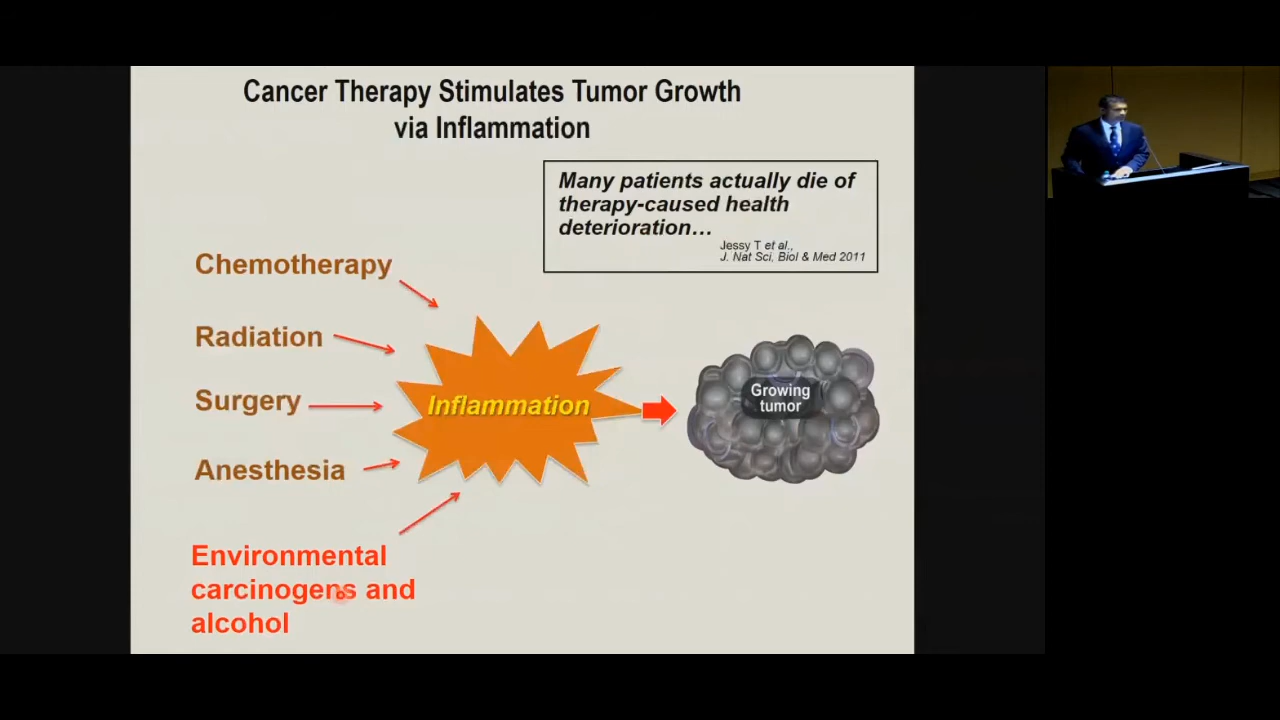 Cancer Therapy Stimulates Tumor Growth
via Inflammation
Many patients actually die of
therapy-caused health
deterioration…
Jessy T et al.,
J. Nat Sci, Biol & Med 2011
Chemotherapy
Radiation
Surgery
Anesthesia
Environmental
carcinogens and
alcohol
Inflammation
Growing
tumor